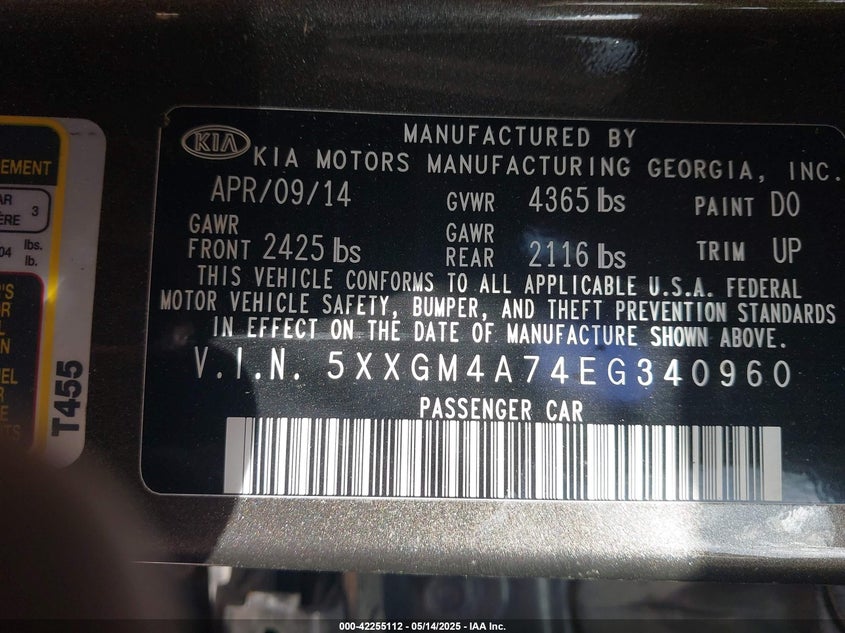 KIA
MANUFACTURED BY
KIA MOTORS MANUFACTURING GEORGIA, INC.
APR/09/14 GVWR 4365 lbs PAINT D0
GAWR FRONT 2425 lbs GAWR REAR 2116 lbs TRIM UP
THIS VEHICLE CONFORMS TO ALL APPLICABLE U.S.A. FEDERAL
MOTOR VEHICLE SAFETY, BUMPER, AND THEFT PREVENTION STANDARDS
IN EFFECT ON THE DATE OF MANUFACTURE SHOWN ABOVE.
V.I.N. 5XXGM4A74EG340960
PASSENGER CAR
3
lbs.
lb.
T455
000-42255112 - 05/14/2025 - IAA Inc.